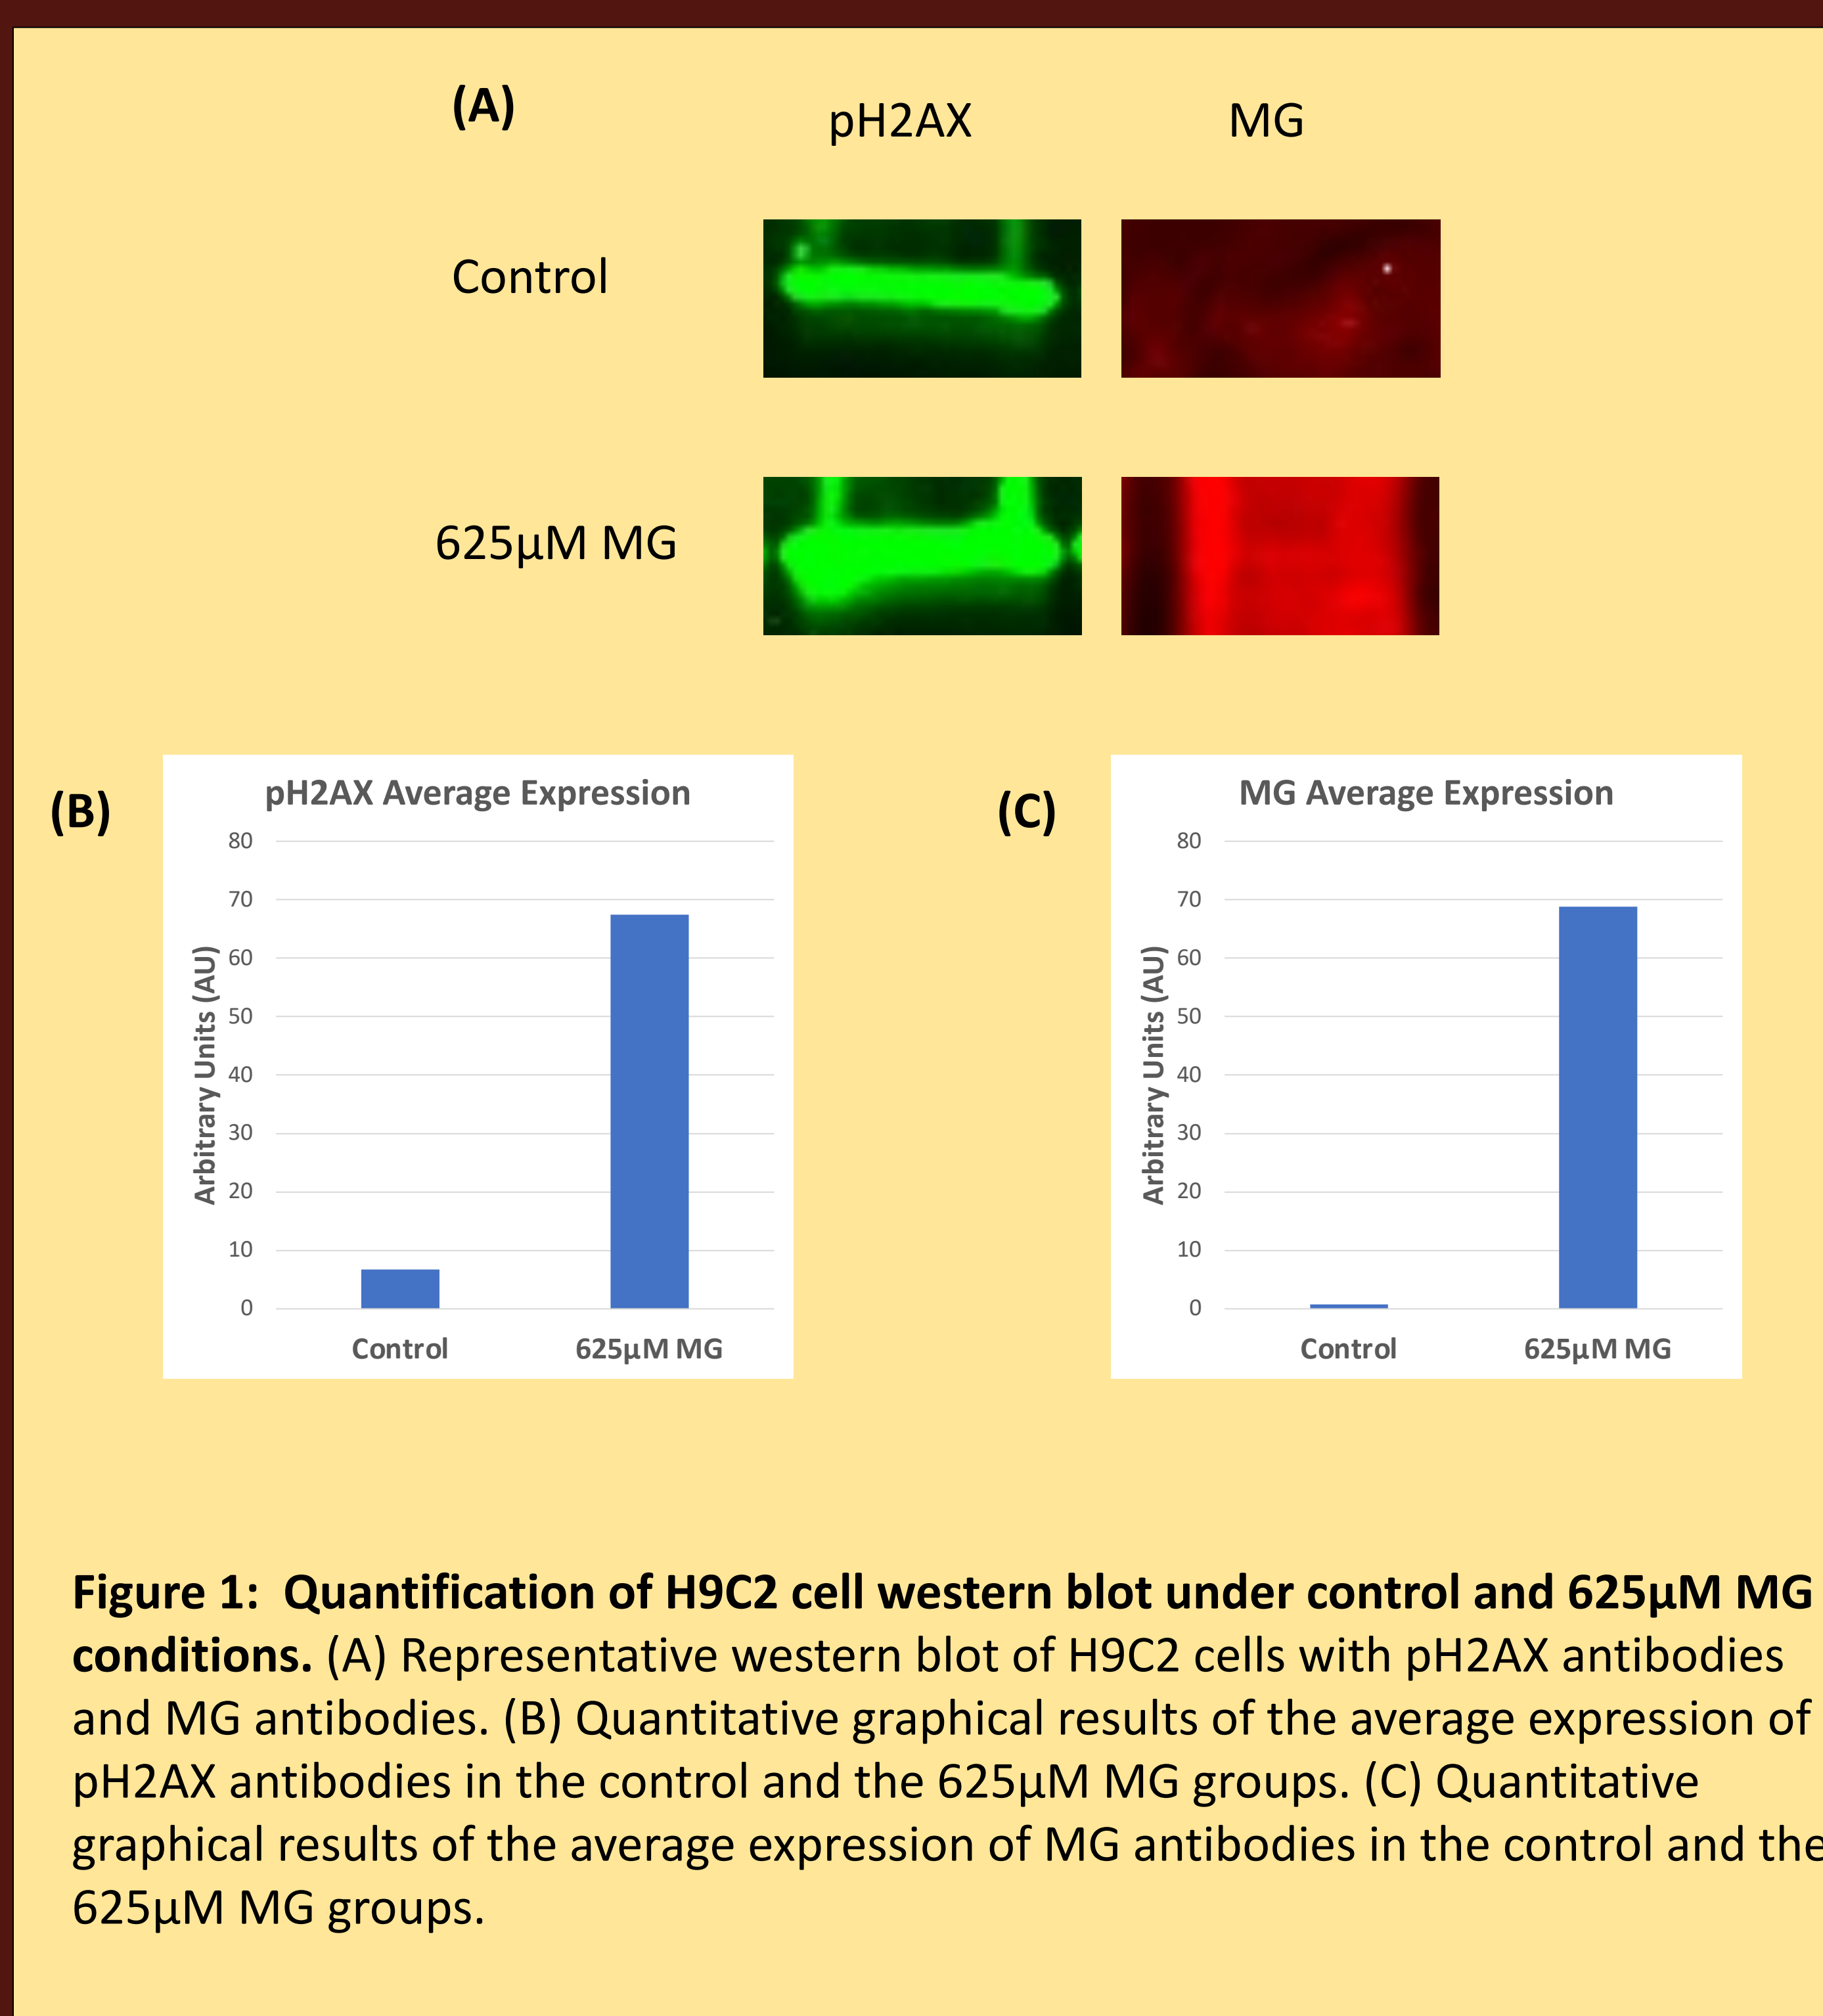 (A)
pH2AX
MG
Control
625µM MG
(B)
pH2AX Average Expression
80
70
60
50
40
30
20
10
0
Arbitrary Units (AU)
Control
625µM MG
(C)
MG Average Expression
80
70
60
50
40
30
20
10
0
Arbitrary Units (AU)
Control
625µM MG
Figure 1: Quantification of H9C2 cell western blot under control and 625µM MG
conditions. (A) Representative western blot of H9C2 cells with pH2AX antibodies
and MG antibodies. (B) Quantitative graphical results of the average expression of
pH2AX antibodies in the control and the 625µM MG groups. (C) Quantitative
graphical results of the average expression of MG antibodies in the control and the
625µM MG groups.